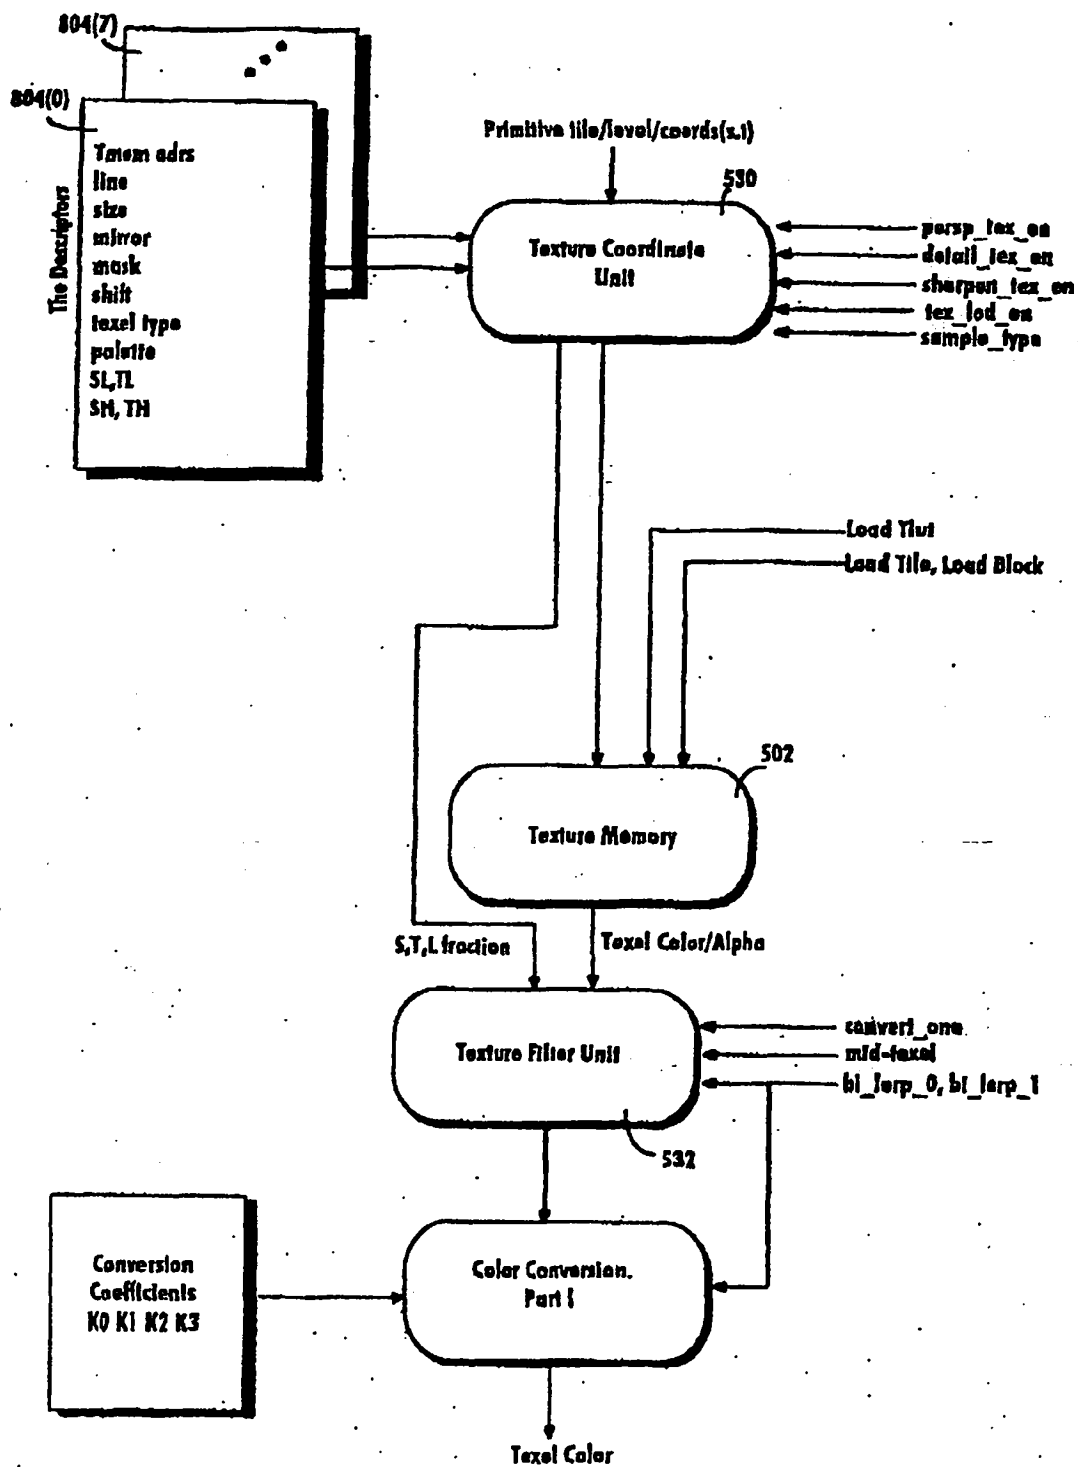 804(7)
804(0)
Tmem adrs
line
size
mirror
mask
shift
texel type
palette
SL,TL
SH, TH
The Descriptors
Primitive tile/level/coords(s.t)
530
Texture Coordinate
Unit
persp_tex_en
detail_tex_en
sharpen_tex_en
tex_lod_en
sample_type
Load Tlut
Load Tile, Load Block
502
Texture Memory
S,T,L fraction
Texel Color/Alpha
Texture Filter Unit
convert_one
mid-texel
bi_lerp_0, bi_lerp_1
532
Conversion
Coefficients
K0 K1 K2 K3
Color Conversion.
Part I
Texel Color